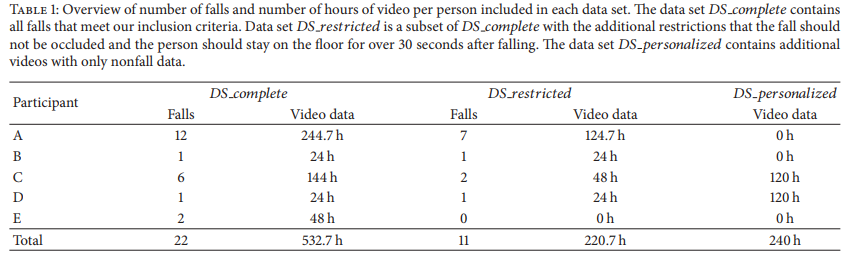 TABLE 1: Overview of number of falls and number of hours of video per person included in each data set. The data set DS_complete contains
all falls that meet our inclusion criteria. Data set DS_restricted is a subset of DS_complete with the additional restrictions that the fall should
not be occluded and the person should stay on the floor for over 30 seconds after falling. The data set DS_personalized contains additional
videos with only nonfall data.
Participant DS_complete DS_restricted DS_personalized
Falls Video data Falls Video data Video data
A 12 244.7 h 7 124.7 h 0 h
B 1 24 h 1 24 h 0 h
C 6 144 h 2 48 h 120 h
D 1 24 h 1 24 h 120 h
E 2 48 h 0 0 h 0 h
Total 22 532.7 h 11 220.7 h 240 h